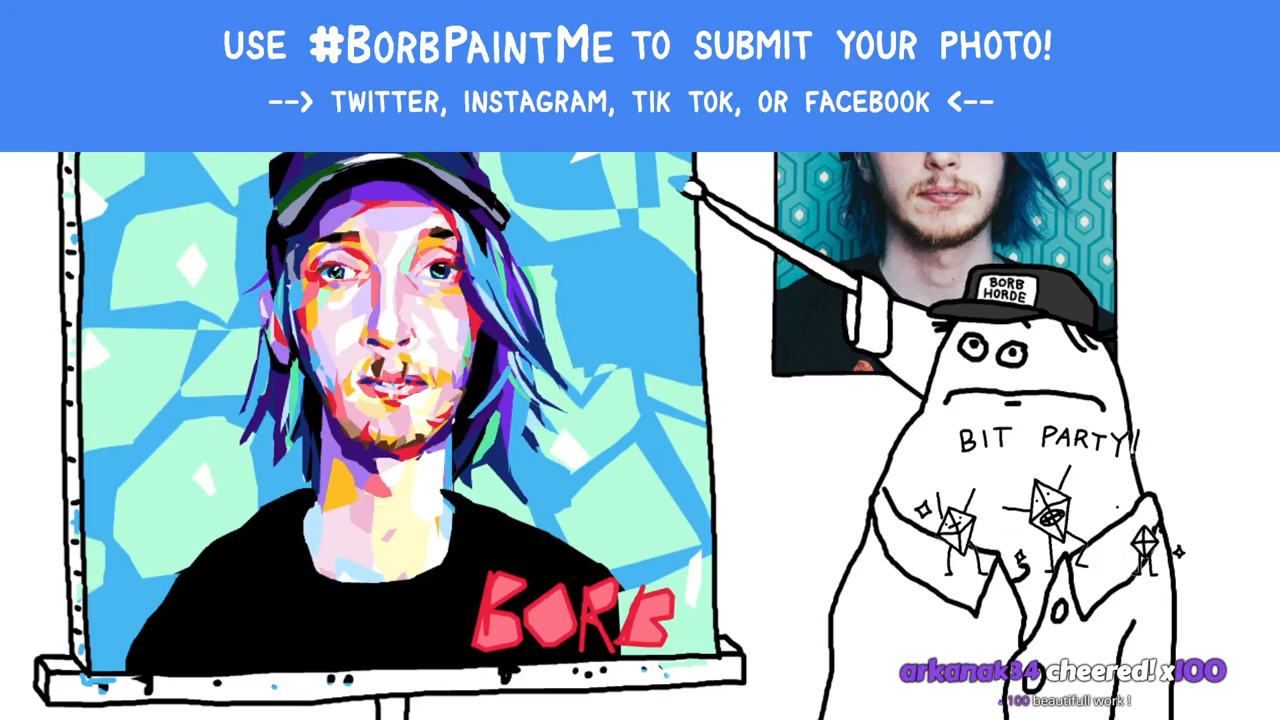 USE #BORBPAINTME TO SUBMIT YOUR PHOTO!
--> TWITTER, INSTAGRAM, TIK TOK, OR FACEBOOK <--
BORB
HORDE
BIT PARTY!
BORB
arkanak34 cheered! x100
100 beautifull work !